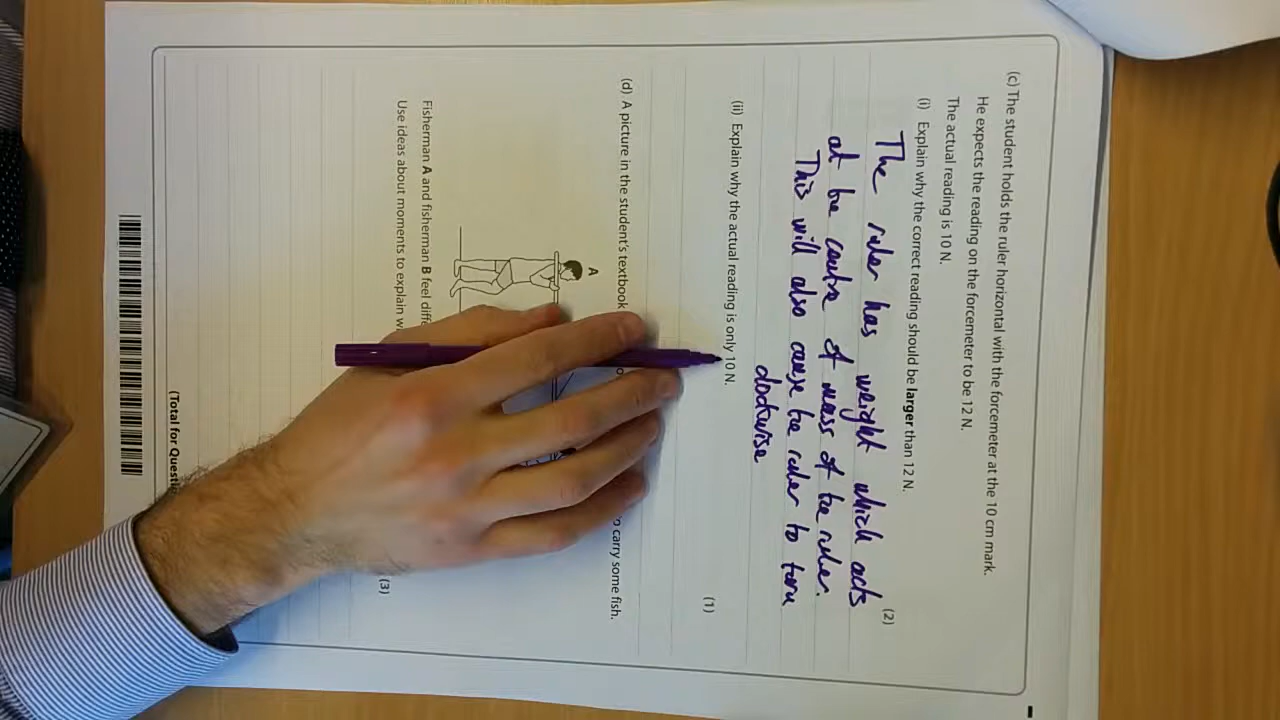 (c) The student holds the ruler horizontal with the forcemeter at the 10 cm mark.
He expects the reading on the forcemeter to be 12 N.
The actual reading is 10 N.
(i) Explain why the correct reading should be larger than 12 N.
(2)
The ruler has weight which acts
at the centre of mass of the ruler.
This will also cause the ruler to turn
clockwise
(ii) Explain why the actual reading is only 10 N.
(1)
(d) A picture in the student's textbook
o carry some fish.
A
Fisherman A and fisherman B feel diffe
Use ideas about moments to explain w
(3)
(Total for Questi